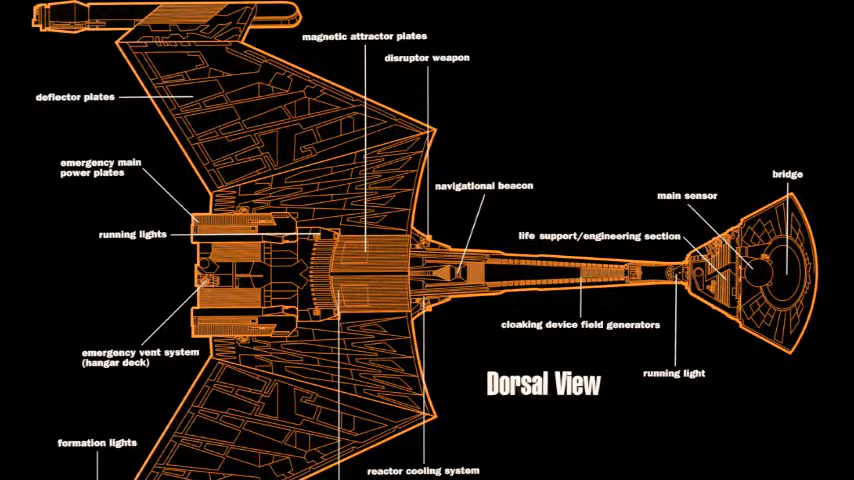 magnetic attractor plates
disruptor weapon
deflector plates
emergency main
power plates
bridge
navigational beacon
main sensor
running lights
life support/engineering section
cloaking device field generators
emergency vent system
(hangar deck)
running light
Dorsal View
formation lights
reactor cooling system